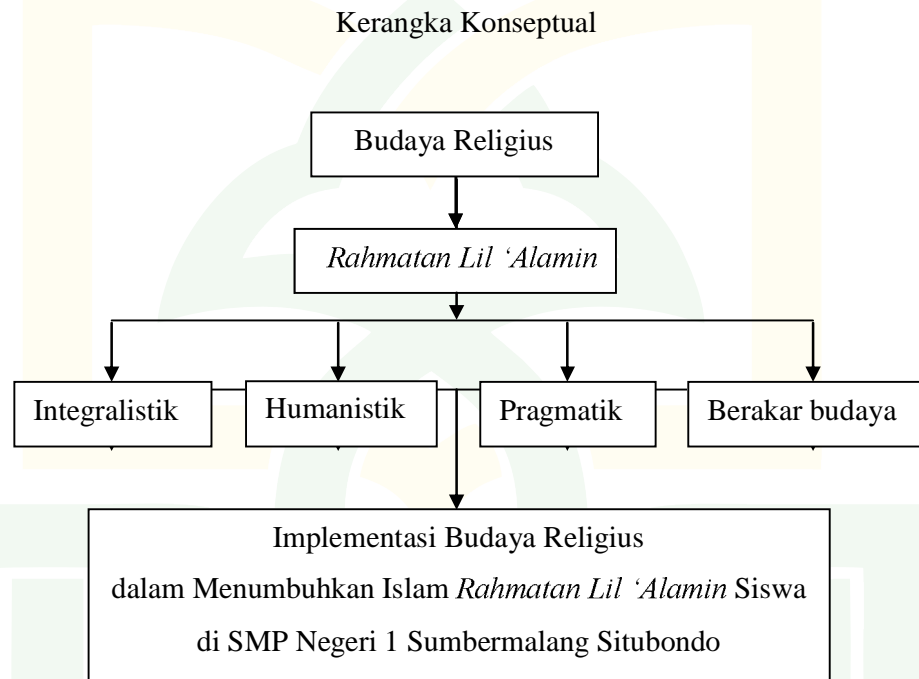 Kerangka Konseptual
Budaya Religius
Rahmatan Lil ‘Alamin
Integralistik
Humanistik
Pragmatik
Berakar budaya
Implementasi Budaya Religius
dalam Menumbuhkan Islam Rahmatan Lil ‘Alamin Siswa
di SMP Negeri 1 Sumbermalang Situbondo